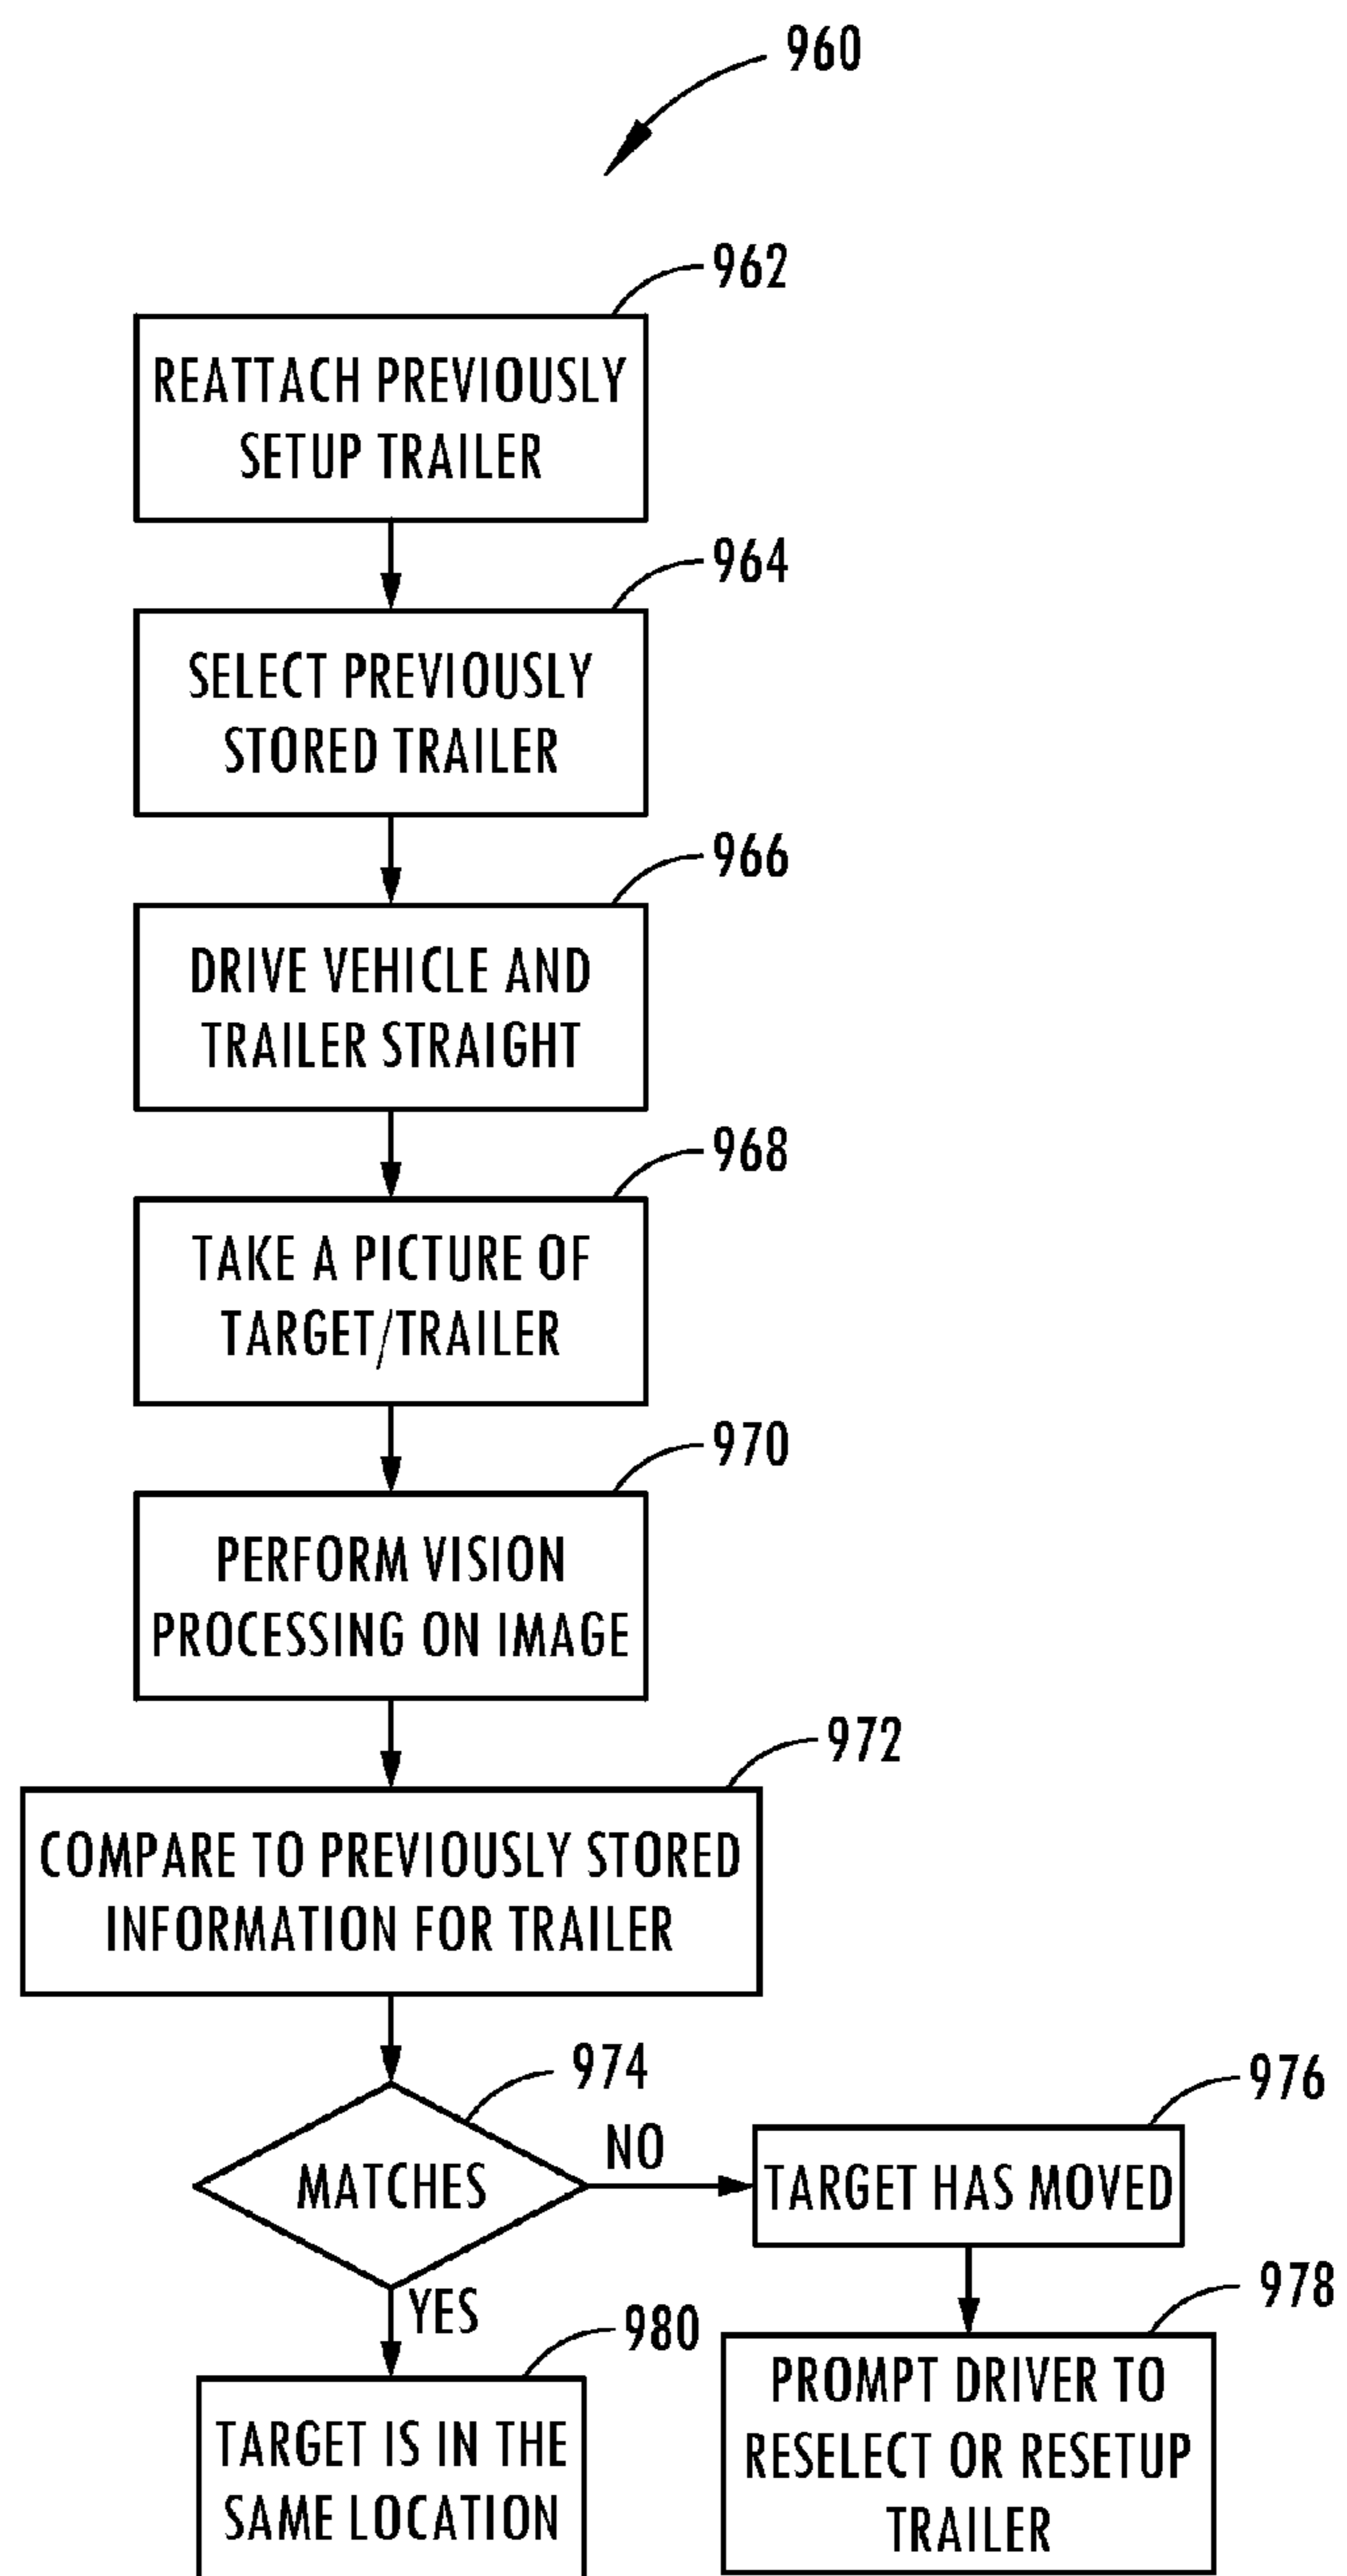 960
962
REATTACH PREVIOUSLY
SETUP TRAILER
964
SELECT PREVIOUSLY
STORED TRAILER
966
DRIVE VEHICLE AND
TRAILER STRAIGHT
968
TAKE A PICTURE OF
TARGET/TRAILER
970
PERFORM VISION
PROCESSING ON IMAGE
972
COMPARE TO PREVIOUSLY STORED
INFORMATION FOR TRAILER
974
MATCHES
NO
976
TARGET HAS MOVED
978
PROMPT DRIVER TO
RESELECT OR RESETUP
TRAILER
YES
980
TARGET IS IN THE
SAME LOCATION